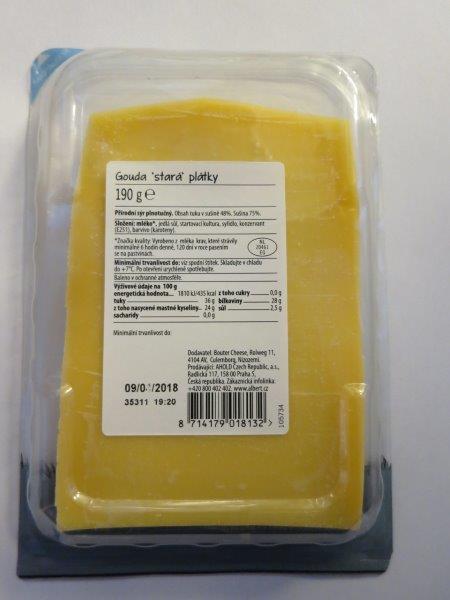 Gouda "stará" plátky
190 g ℮
Přírodní sýr plnotučný. Obsah tuku v sušině 48%. Sušina 75%.
Složení: mléko*, jedlá sůl, startovací kultura, syřidlo, konzervant
(E251), barvivo (karoteny).
*Značka kvality: Vyrobeno z mléka krav, které strávily
minimálně 6 hodin denně, 120 dní v roce pasením
se na pastvinách.
NL
EG
Minimální trvanlivost do: viz spodní štítek. Skladujte v chladu
do +7°C. Po otevření urychleně spotřebujte.
Baleno v ochranné atmosféře.
Výživové údaje na 100 g
energetická hodnota... 1810 kJ/435 kcal
tuky 36 g
z toho nasycené mastné kyseliny.. 24 g
sacharidy 0,0 g
z toho cukry 0,0 g
bílkoviny 28 g
sůl 2,5 g
Minimální trvanlivost do:
Dodavatel: Bouter Cheese, Rolweg 11,
4104 AV, Culemborg, Nizozemí.
Prodávající: AHOLD Czech Republic, a.s.,
Radlická 117, 158 00 Praha 5,
Česká republika. Zákaznická infolinka:
+420 800 402 402. www.albert.cz
/2018
35311 19:20
8 714179 018132 >
105734